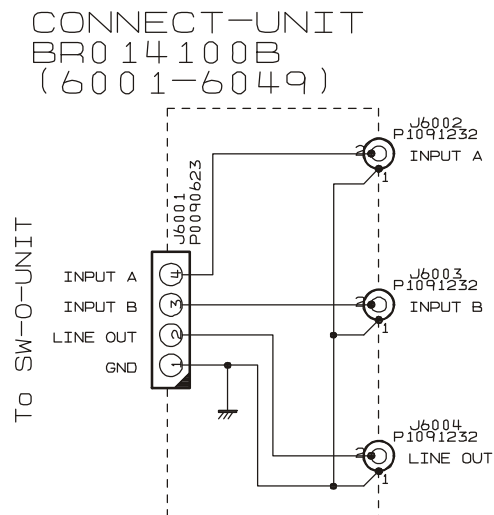 CONNECT-UNIT
BR014100B
(6001-6049)
J6002
P1091232
2
INPUT A
1
J6001
P0090623
To SW-O-UNIT
INPUT A
4
INPUT B
3
LINE OUT
2
GND
1
J6003
P1091232
2
INPUT B
1
J6004
P1091232
2
LINE OUT
1